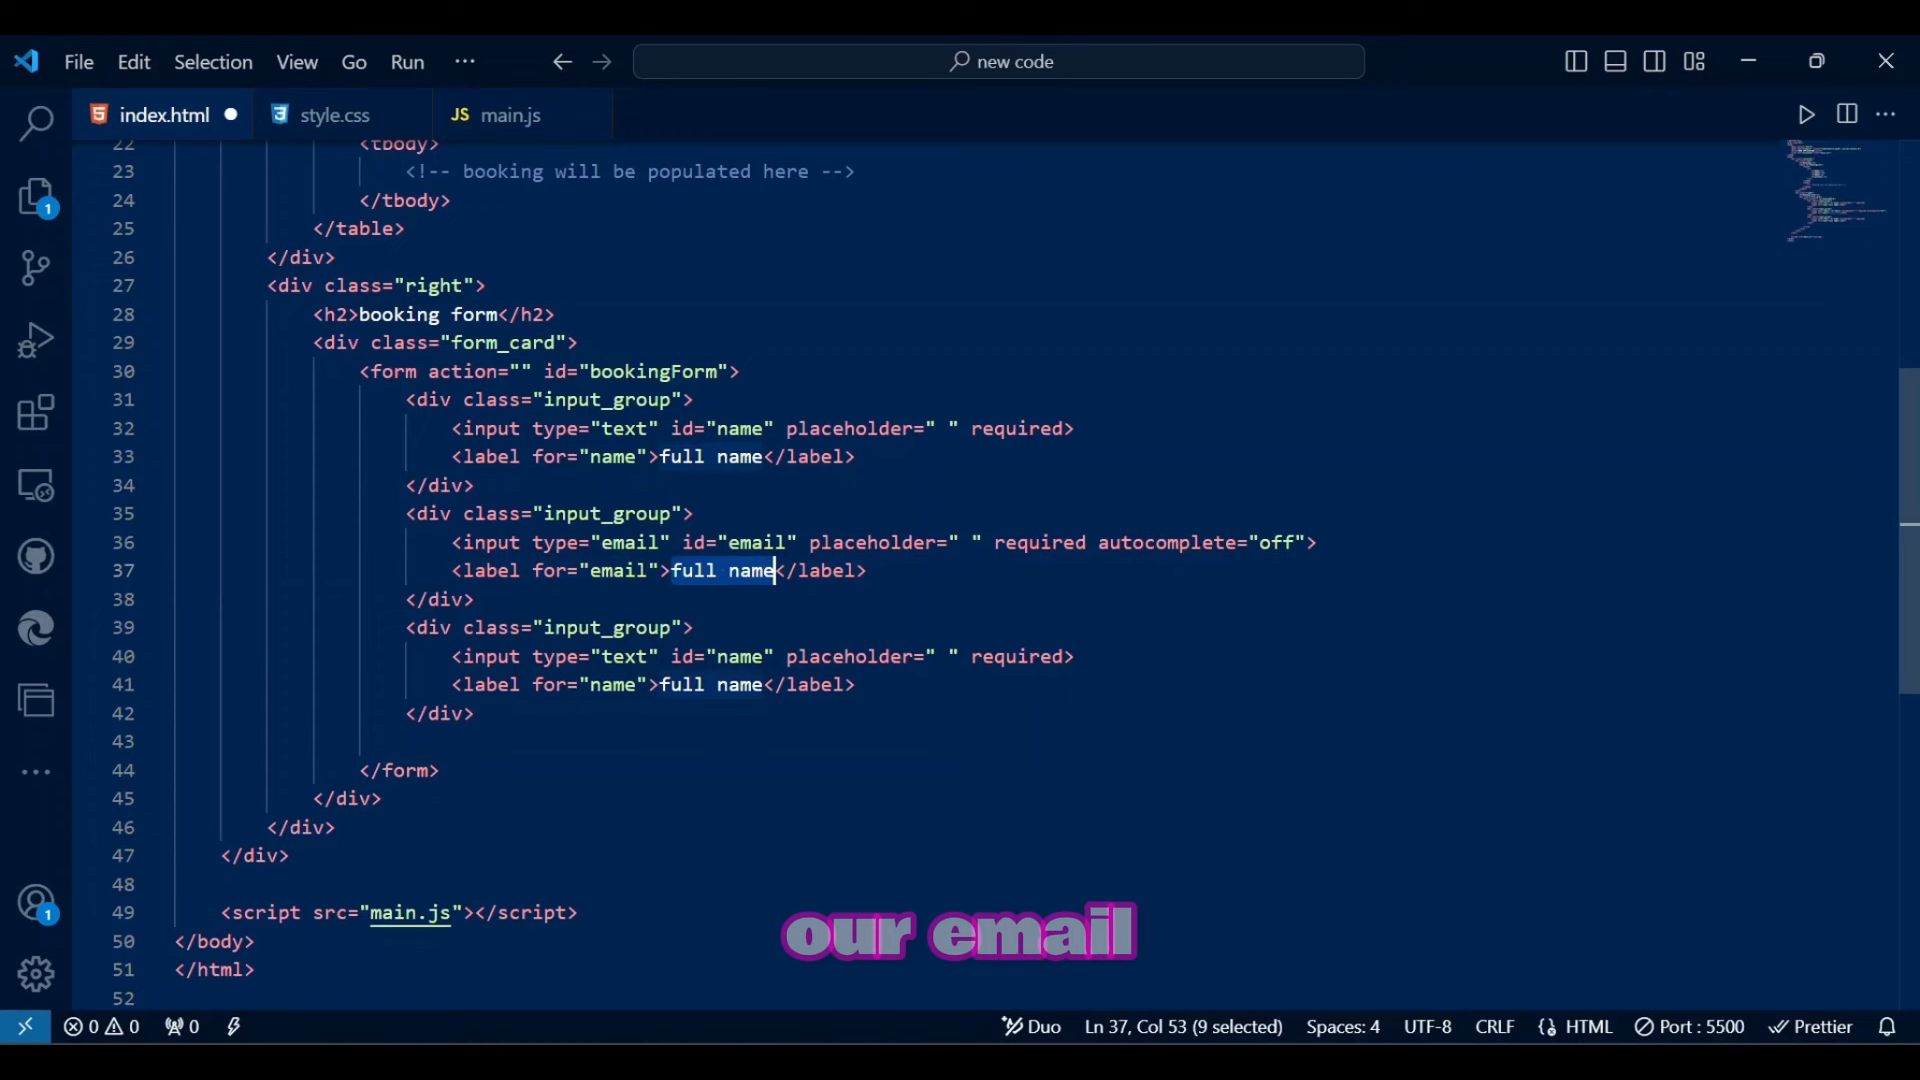 File Edit Selection View Go Run ··· new code
index.html style.css JS main.js
22 <tbody>
23 <!-- booking will be populated here -->
24 </tbody>
25 </table>
26 </div>
27 <div class="right">
28 <h2>booking form</h2>
29 <div class="form_card">
30 <form action="" id="bookingForm">
31 <div class="input_group">
32 <input type="text" id="name" placeholder=" " required>
33 <label for="name">full name</label>
34 </div>
35 <div class="input_group">
36 <input type="email" id="email" placeholder=" " required autocomplete="off">
37 <label for="email">full name</label>
38 </div>
39 <div class="input_group">
40 <input type="text" id="name" placeholder=" " required>
41 <label for="name">full name</label>
42 </div>
43
44 </form>
45 </div>
46 </div>
47 </div>
48
49 <script src="main.js"></script>
50 </body>
51 </html>
52
our email
1
1
0 0 0 Duo Ln 37, Col 53 (9 selected) Spaces: 4 UTF-8 CRLF {} HTML Port : 5500 Prettier